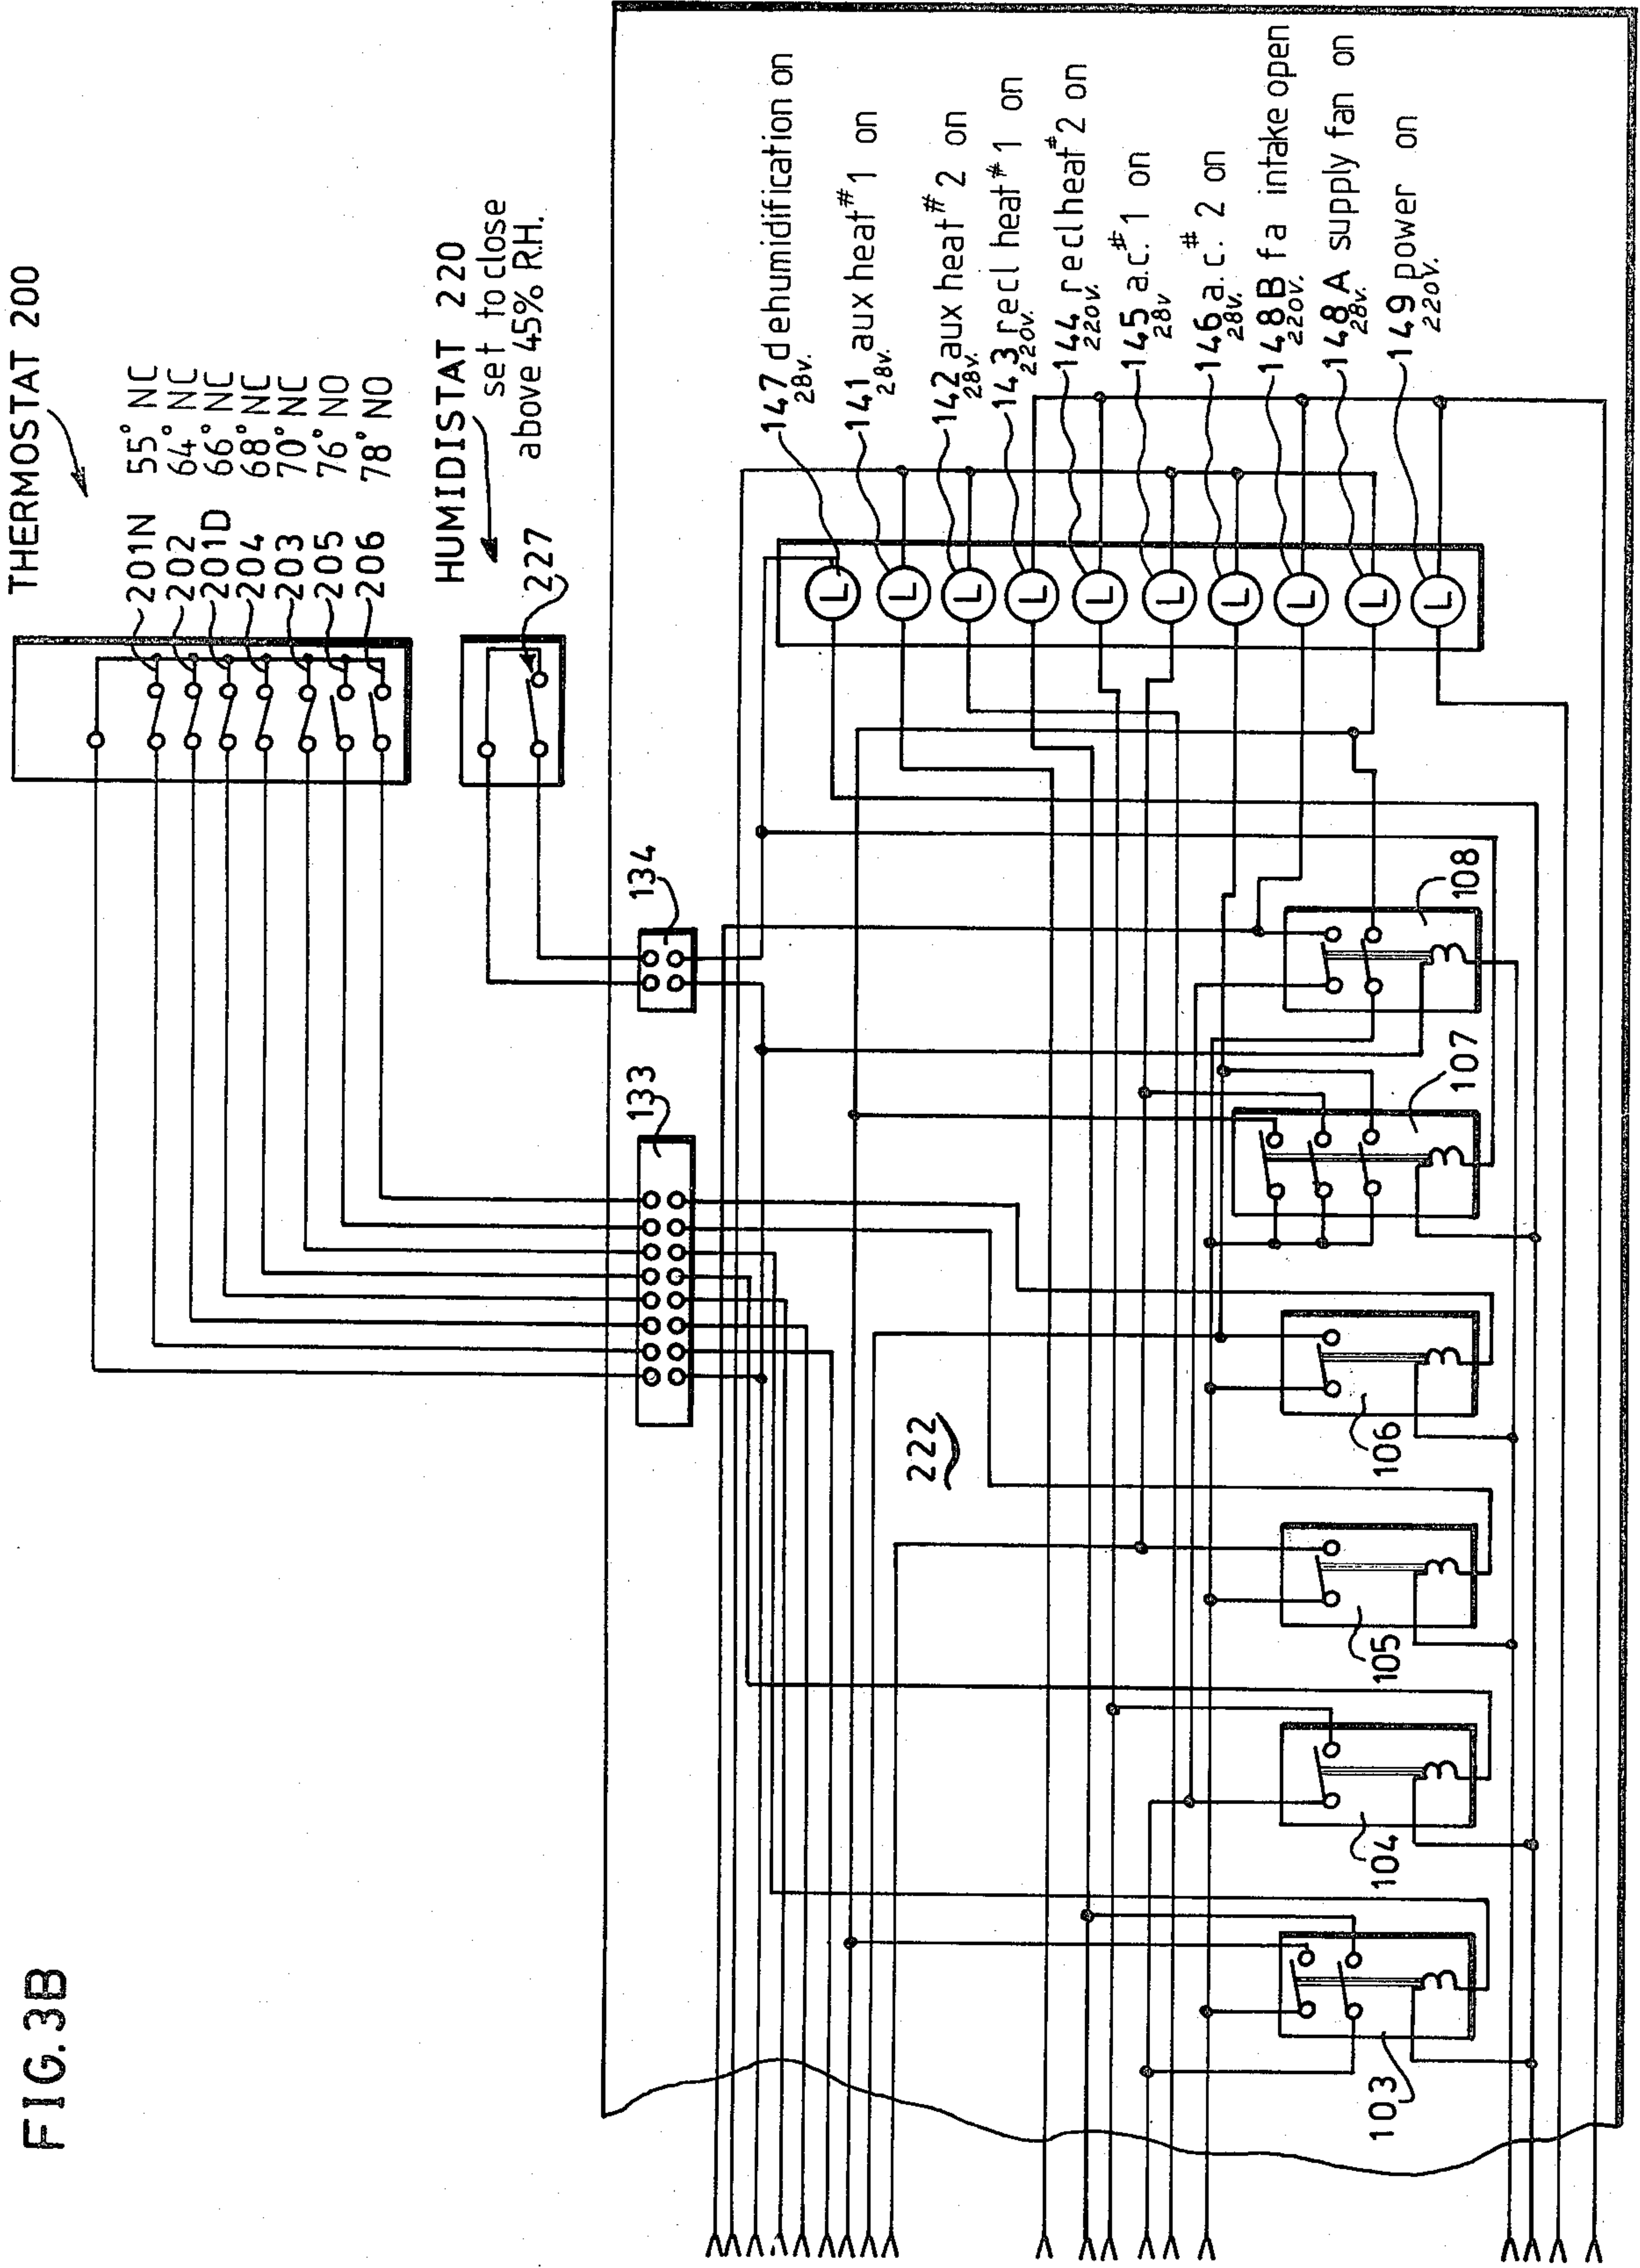 FIG.3B
THERMOSTAT 200
201N 55° NC
202 64° NC
201D 66° NC
204 68° NC
203 70° NC
205 76° NO
206 78° NO
HUMIDISTAT 220
set to close
above 45% R.H.
227
133
134
222
147 dehumidification on
28v.
141 aux heat #1 on
28v.
142 aux heat #2 on
28v.
143 recl heat #1 on
220v.
144 recl heat #2 on
220v.
145 a.c. #1 on
28v
146 a.c. #2 on
28v.
148B f a intake open
220v.
148A supply fan on
28v.
149 power on
220v.
L
L
L
L
L
L
L
L
L
L
103
104
105
106
107
108